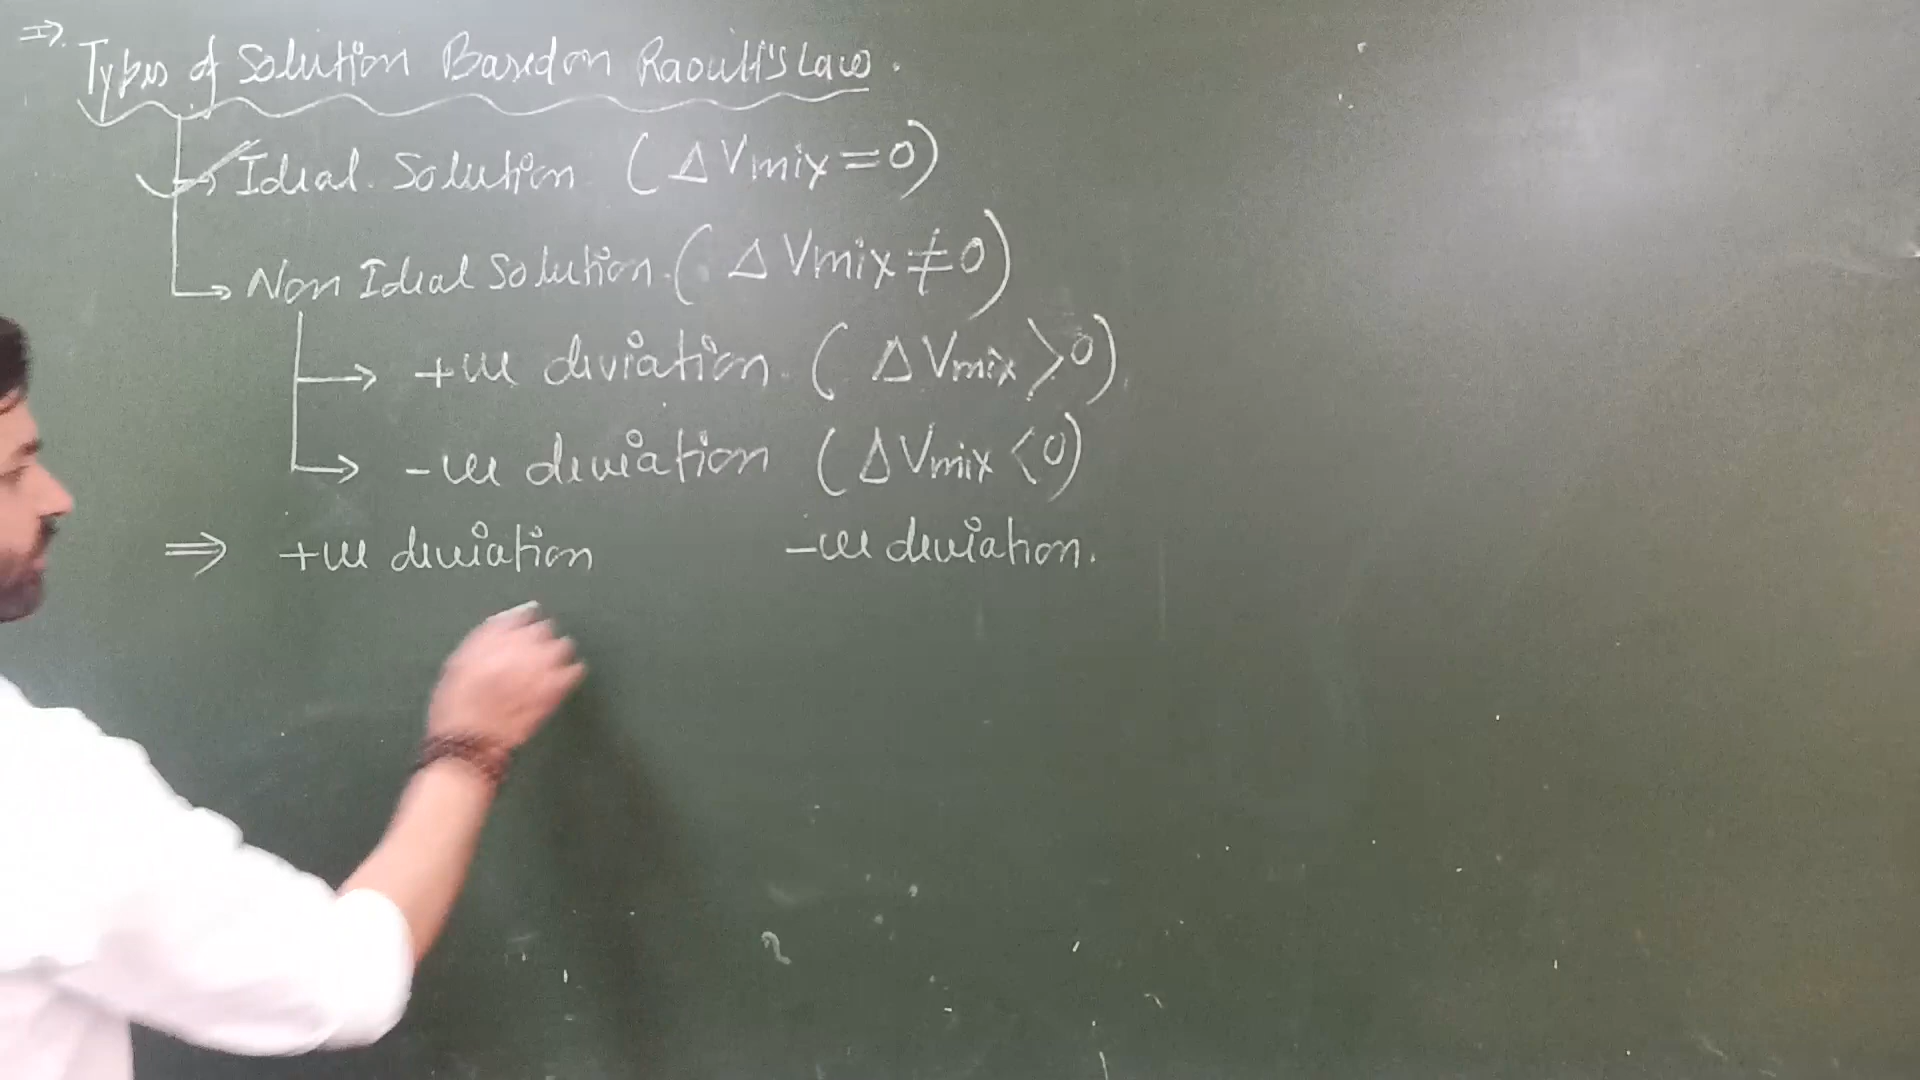 ⇒ Types of Solution Based on Raoult's Law.
→ Ideal Solution (ΔVmix=0)
→ Non Ideal Solution. (ΔVmix≠0)
→ +ve deviation. (ΔVmix>0)
→ -ve deviation (ΔVmix<0)
⇒ +ve deviation -ve deviation.